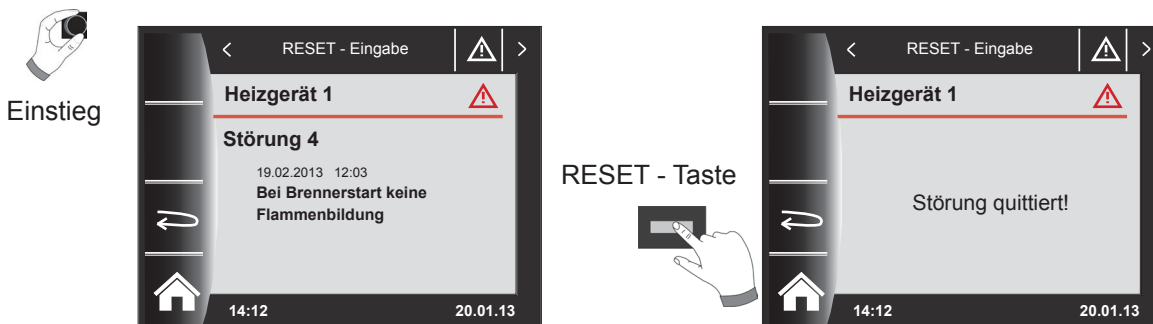 Einstieg
RESET - Eingabe
Heizgerät 1
Störung 4
19.02.2013 12:03
Bei Brennerstart keine
Flammenbildung
14:12 20.01.13
RESET - Taste
RESET - Eingabe
Heizgerät 1
Störung quittiert!
14:12 20.01.13